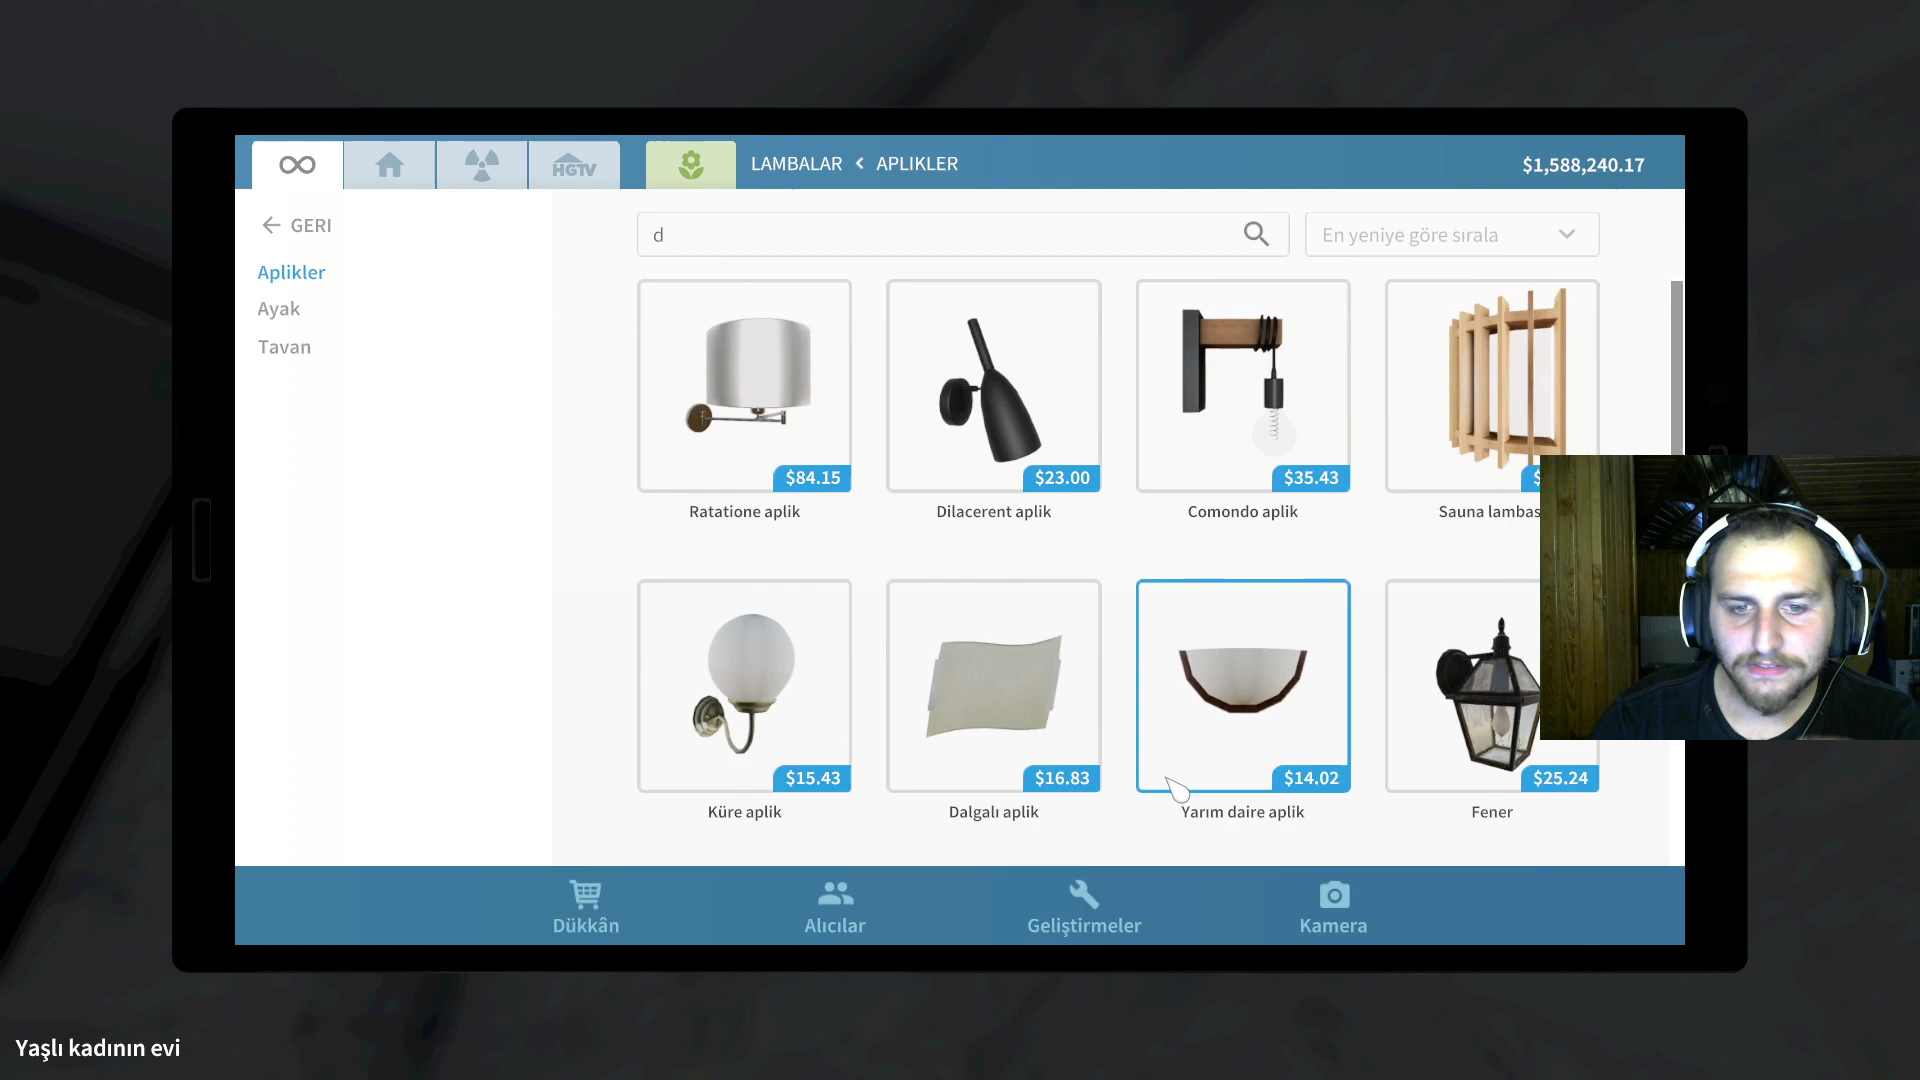 HGTV
LAMBALAR < APLIKLER
$1,588,240.17
GERI
Aplikler
Ayak
Tavan
d
En yeniye göre sırala
$84.15
$23.00
$35.43
$
Ratatione aplik
Dilacerent aplik
Comondo aplik
Sauna lambas
$15.43
$16.83
$14.02
$25.24
Küre aplik
Dalgalı aplik
Yarım daire aplik
Fener
Dükkân
Alıcılar
Geliştirmeler
Kamera
Yaşlı kadının evi